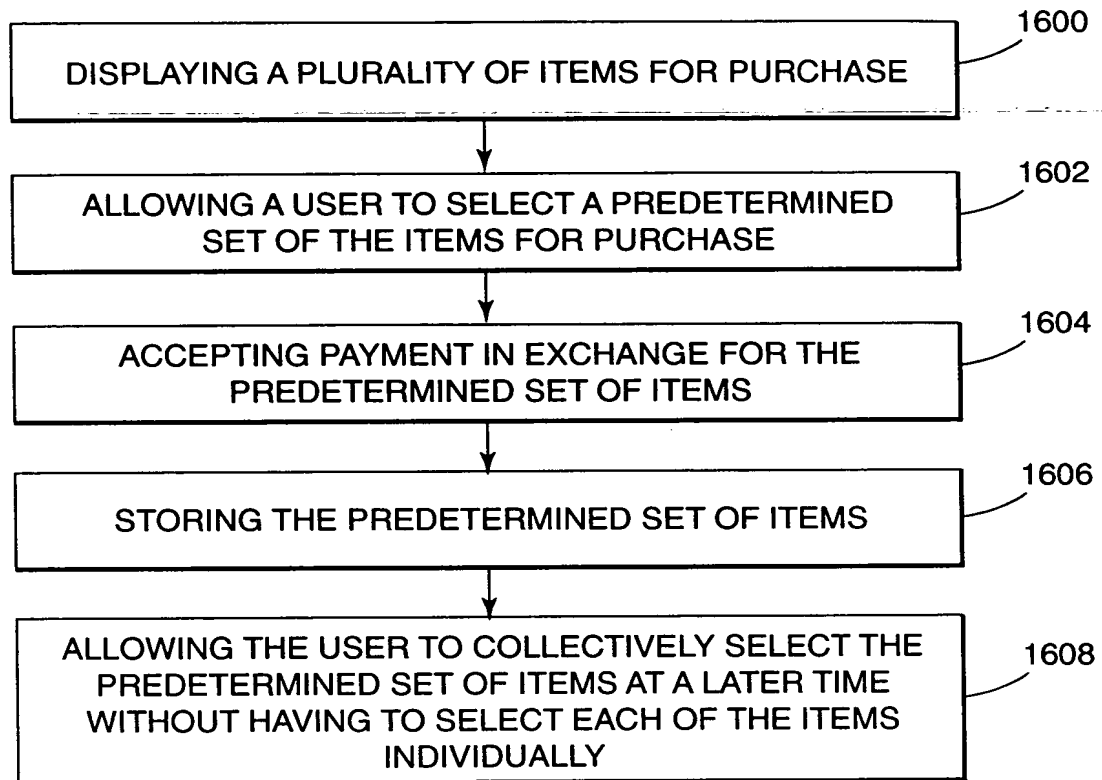 1600
DISPLAYING A PLURALITY OF ITEMS FOR PURCHASE
1602
ALLOWING A USER TO SELECT A PREDETERMINED
SET OF THE ITEMS FOR PURCHASE
1604
ACCEPTING PAYMENT IN EXCHANGE FOR THE
PREDETERMINED SET OF ITEMS
1606
STORING THE PREDETERMINED SET OF ITEMS
1608
ALLOWING THE USER TO COLLECTIVELY SELECT THE
PREDETERMINED SET OF ITEMS AT A LATER TIME
WITHOUT HAVING TO SELECT EACH OF THE ITEMS
INDIVIDUALLY